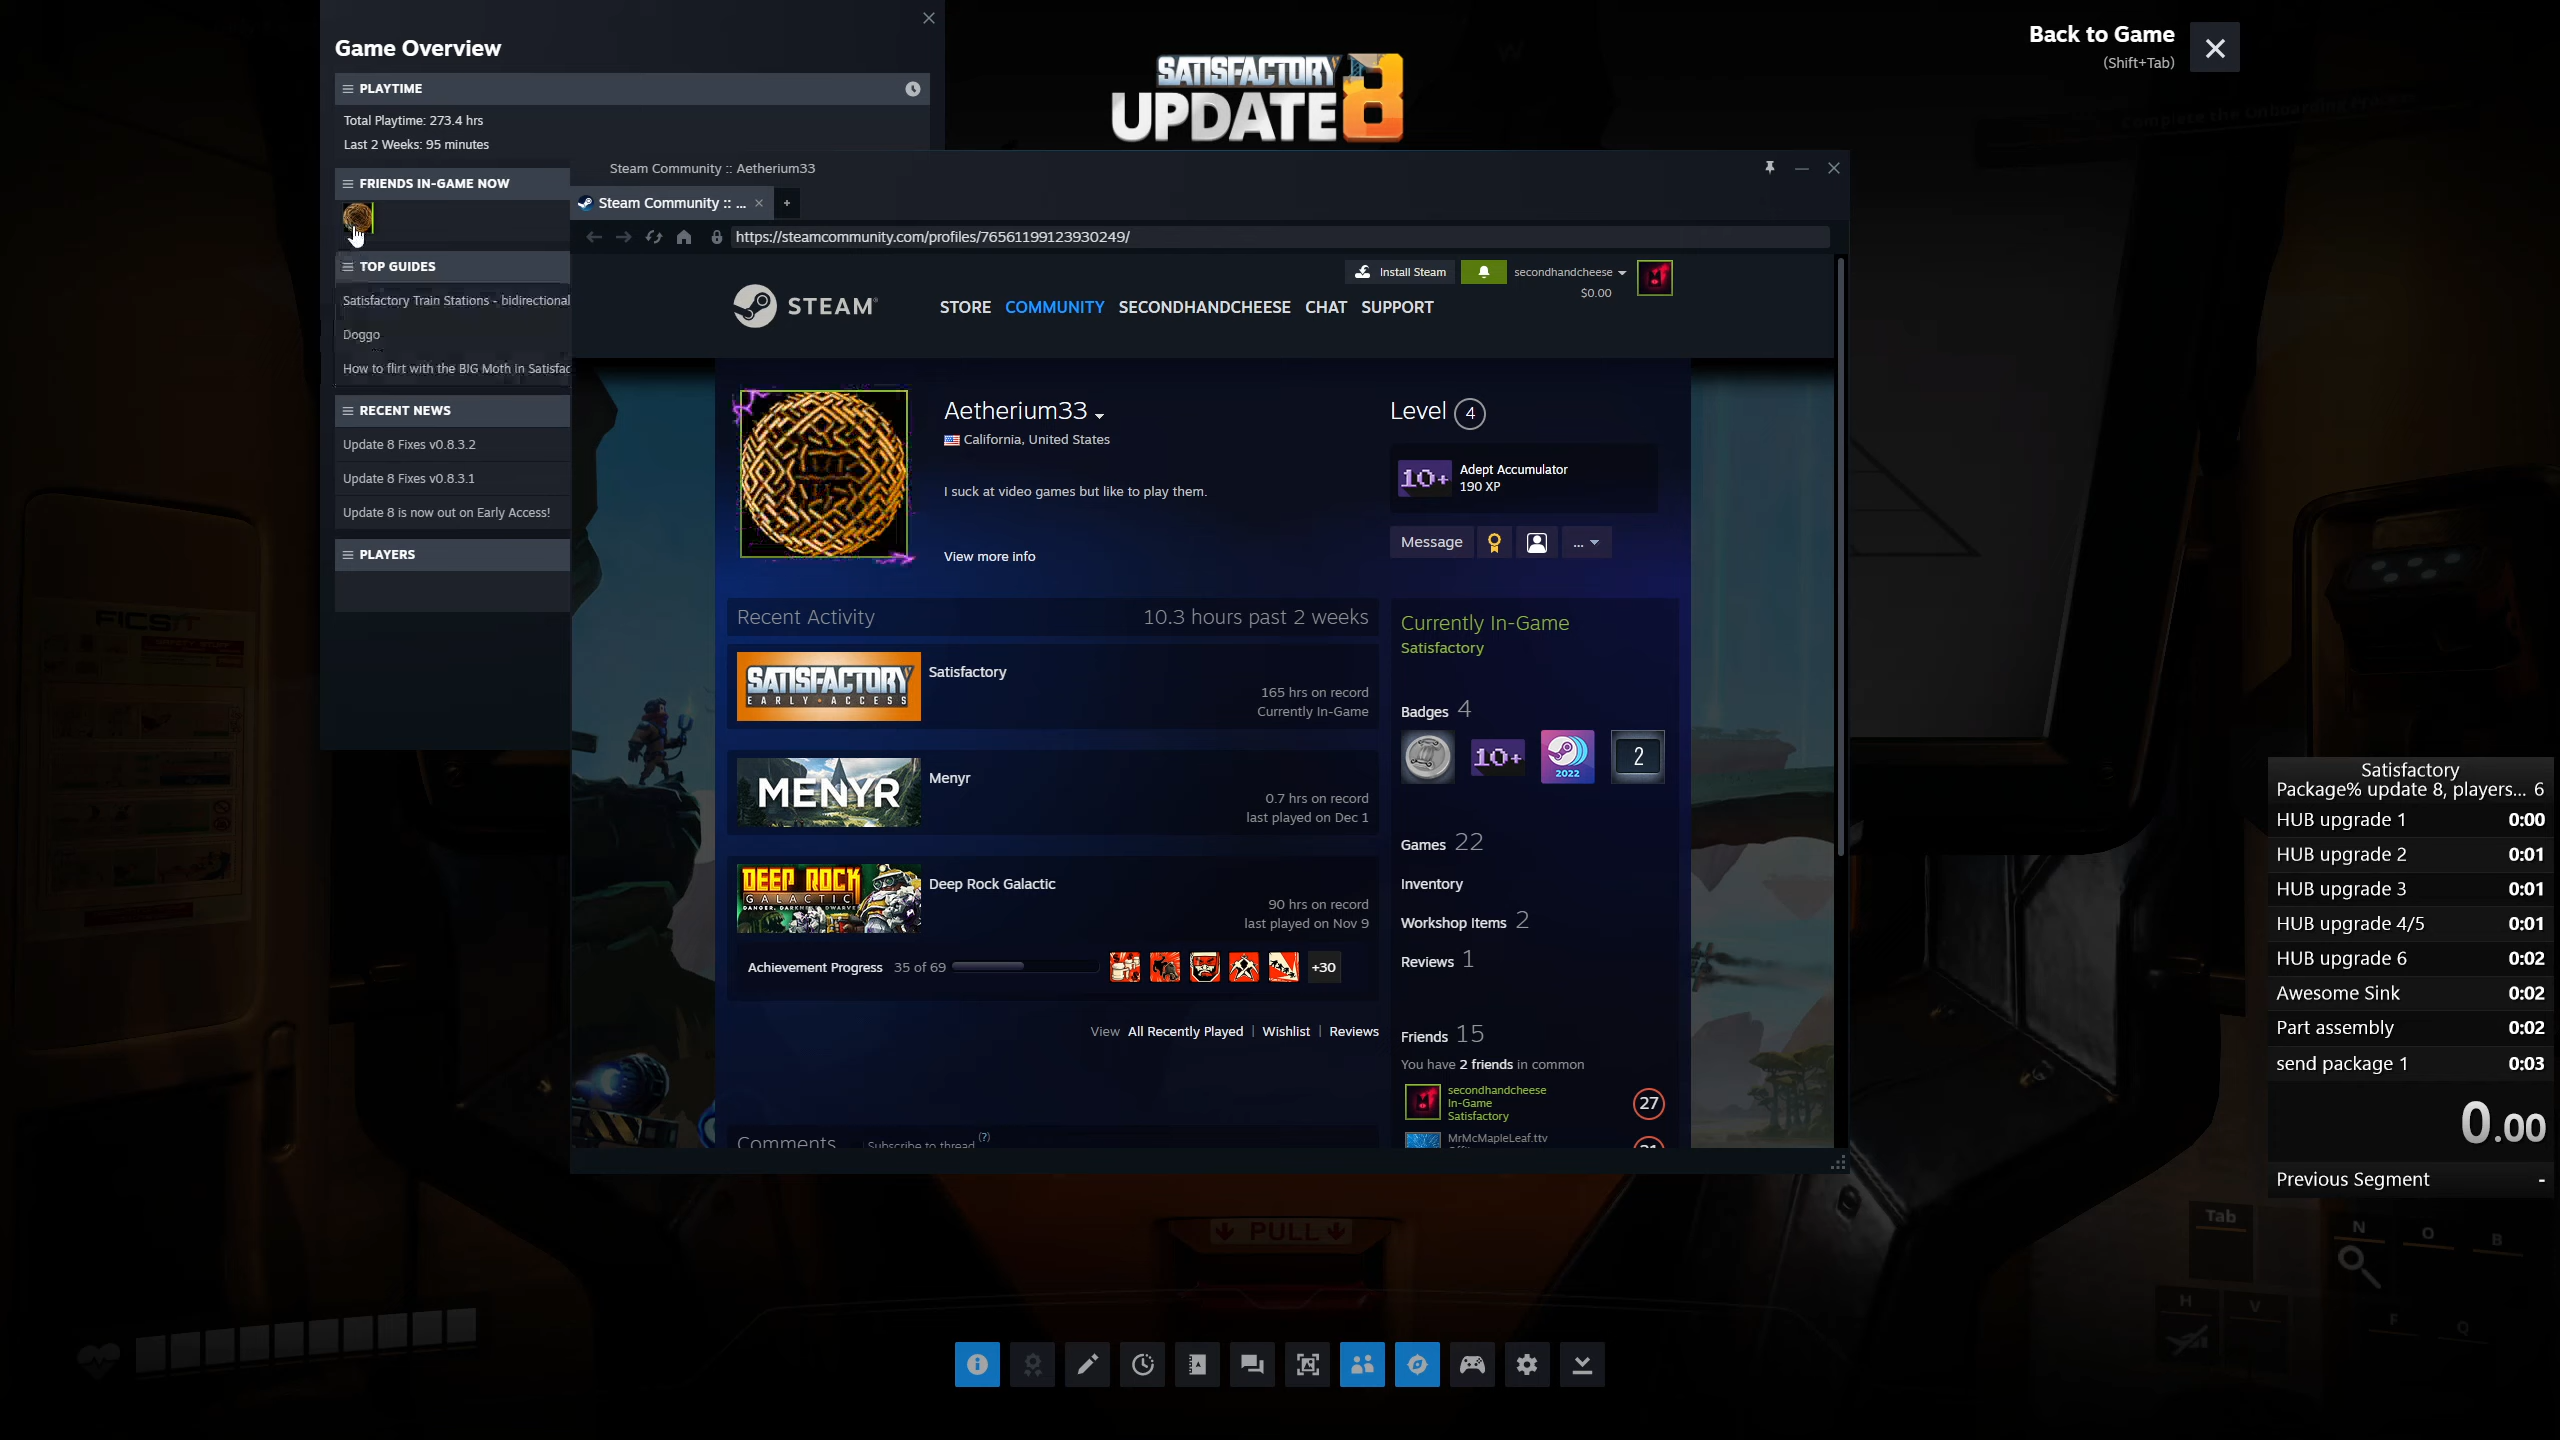 Game Overview
PLAYTIME
Total Playtime: 273.4 hrs
Last 2 Weeks: 95 minutes
FRIENDS IN-GAME NOW
TOP GUIDES
Satisfactory Train Stations - bidirectional
Doggo
How to flirt with the BIG Moth in Satisfac
RECENT NEWS
Update 8 Fixes v0.8.3.2
Update 8 Fixes v0.8.3.1
Update 8 is now out on Early Access!
PLAYERS
SATISFACTORY
UPDATE 8
Back to Game
(Shift+Tab)
Complete the Onboarding
Steam Community :: Aetherium33
Steam Community :: ...
https://steamcommunity.com/profiles/76561199123930249/
Install Steam
secondhandcheese
$0.00
STEAM
STORE COMMUNITY SECONDHANDCHEESE CHAT SUPPORT
Aetherium33
California, United States
I suck at video games but like to play them.
View more info
Level 4
10+
Adept Accumulator
190 XP
Message
...
Recent Activity
10.3 hours past 2 weeks
SATISFACTORY
EARLY ACCESS
Satisfactory
165 hrs on record
Currently In-Game
MENYR
Menyr
0.7 hrs on record
last played on Dec 1
DEEP ROCK
GALACTIC
Deep Rock Galactic
90 hrs on record
last played on Nov 9
Achievement Progress 35 of 69
+30
View All Recently Played | Wishlist | Reviews
Comments
Subscribe to thread (?)
Currently In-Game
Satisfactory
Badges 4
10+
2022
2
Games 22
Inventory
Workshop Items 2
Reviews 1
Friends 15
You have 2 friends in common
secondhandcheese
In-Game
Satisfactory
27
MrMcMapleLeaf.ttv
Satisfactory
Package% update 8, players... 6
HUB upgrade 1 0:00
HUB upgrade 2 0:01
HUB upgrade 3 0:01
HUB upgrade 4/5 0:01
HUB upgrade 6 0:02
Awesome Sink 0:02
Part assembly 0:02
send package 1 0:03
0.00
Previous Segment -
FICSIT
PULL
Tab
N
O
B
H
V
F
Q